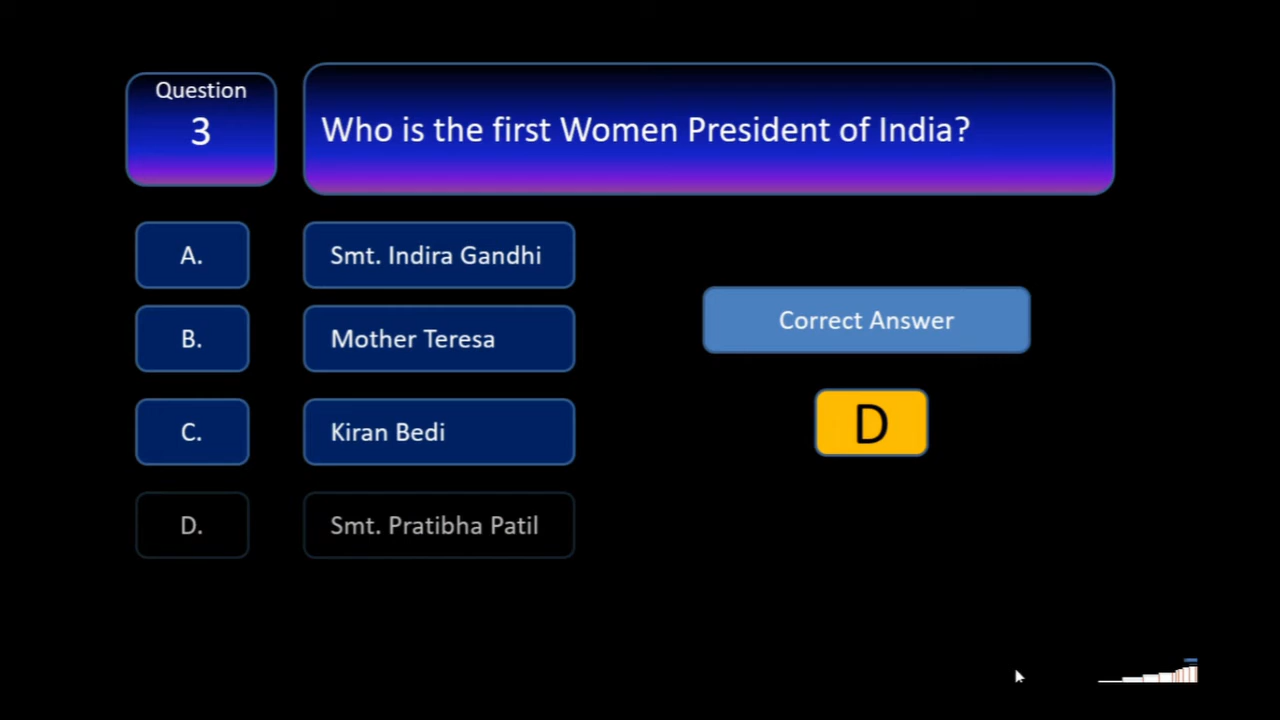 Question
3
Who is the first Women President of India?
A.
Smt. Indira Gandhi
B.
Mother Teresa
C.
Kiran Bedi
D.
Smt. Pratibha Patil
Correct Answer
D